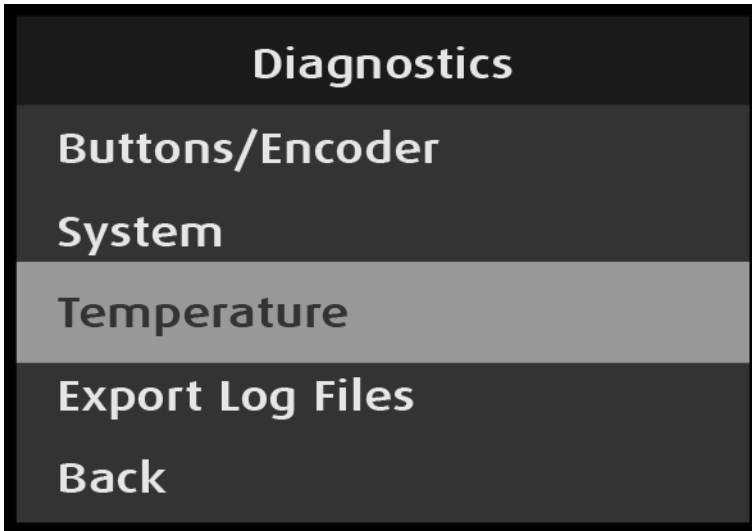 Diagnostics
Buttons/Encoder
System
Temperature
Export Log Files
Back